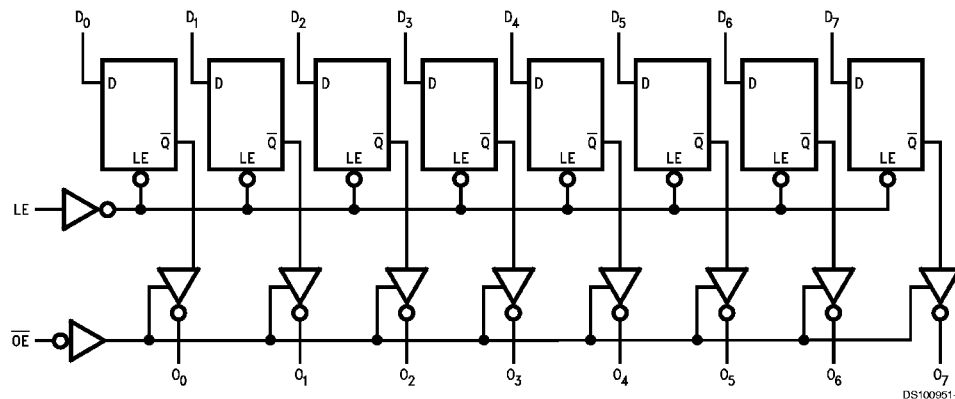 D0 D1 D2 D3 D4 D5 D6 D7
D D D D D D D D
Q̅ Q̅ Q̅ Q̅ Q̅ Q̅ Q̅ Q̅
LE LE LE LE LE LE LE LE
LE
O̅E̅
O0 O1 O2 O3 O4 O5 O6 O7
DS100951-